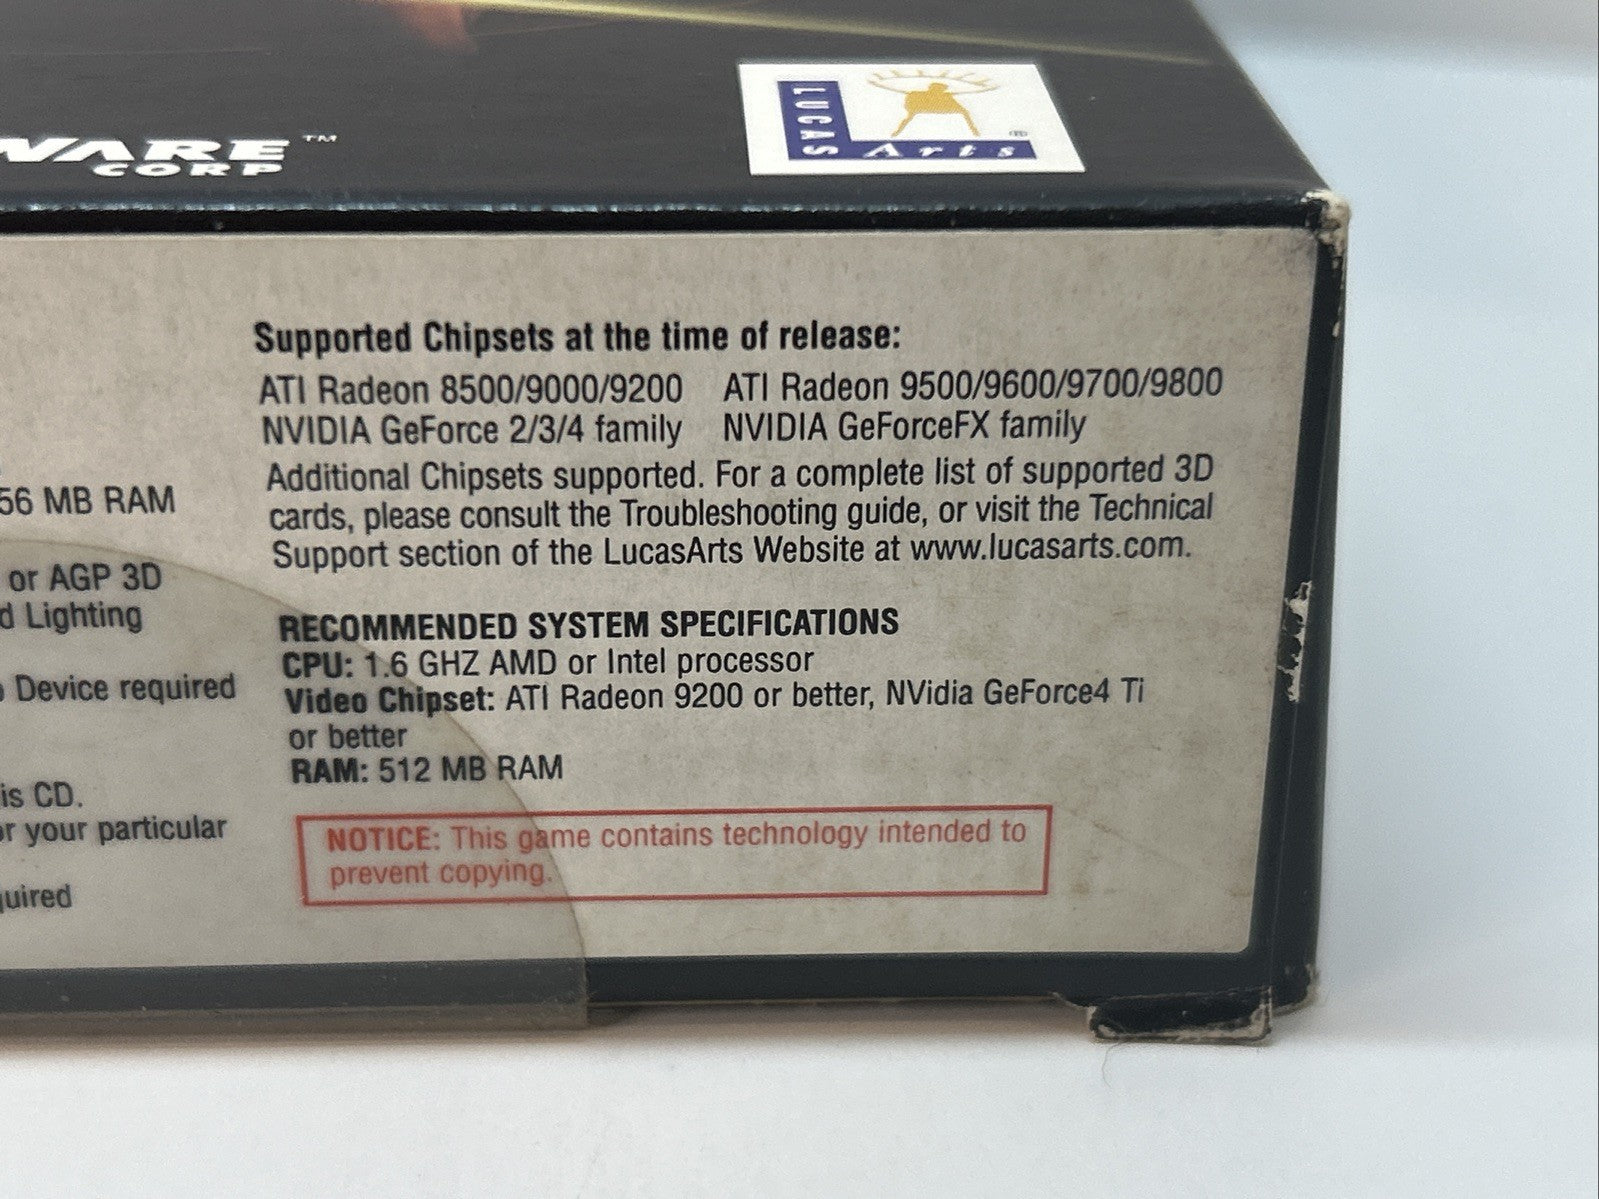 LUCAS
Arts ®
WARE ™
CORP
56 MB RAM
or AGP 3D
d Lighting
Device required
is CD.
or your particular
quired
Supported Chipsets at the time of release:
ATI Radeon 8500/9000/9200 ATI Radeon 9500/9600/9700/9800
NVIDIA GeForce 2/3/4 family NVIDIA GeForceFX family
Additional Chipsets supported. For a complete list of supported 3D
cards, please consult the Troubleshooting guide, or visit the Technical
Support section of the LucasArts Website at www.lucasarts.com.
RECOMMENDED SYSTEM SPECIFICATIONS
CPU: 1.6 GHZ AMD or Intel processor
Video Chipset: ATI Radeon 9200 or better, NVidia GeForce4 Ti
or better
RAM: 512 MB RAM
NOTICE: This game contains technology intended to
prevent copying.